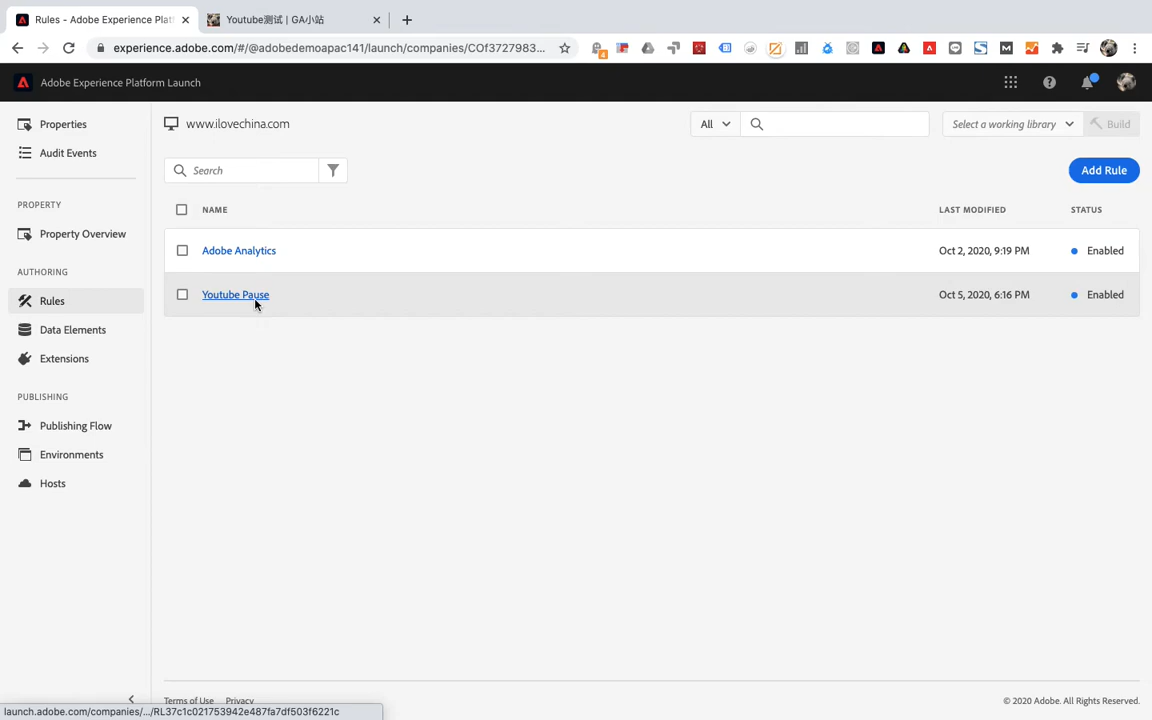 Rules - Adobe Experience Plat
Youtube测试 | GA小站
experience.adobe.com/#/@adobedemoapac141/launch/companies/COf3727983...
Adobe Experience Platform Launch
Properties
www.ilovechina.com
All
Select a working library
Build
Audit Events
Search
Add Rule
PROPERTY
NAME
LAST MODIFIED
STATUS
Property Overview
Adobe Analytics
Oct 2, 2020, 9:19 PM
Enabled
AUTHORING
Rules
Youtube Pause
Oct 5, 2020, 6:16 PM
Enabled
Data Elements
Extensions
PUBLISHING
Publishing Flow
Environments
Hosts
Terms of Use
Privacy
© 2020 Adobe. All Rights Reserved.
launch.adobe.com/companies/.../RL37c1c021753942e487fa7df503f6221c